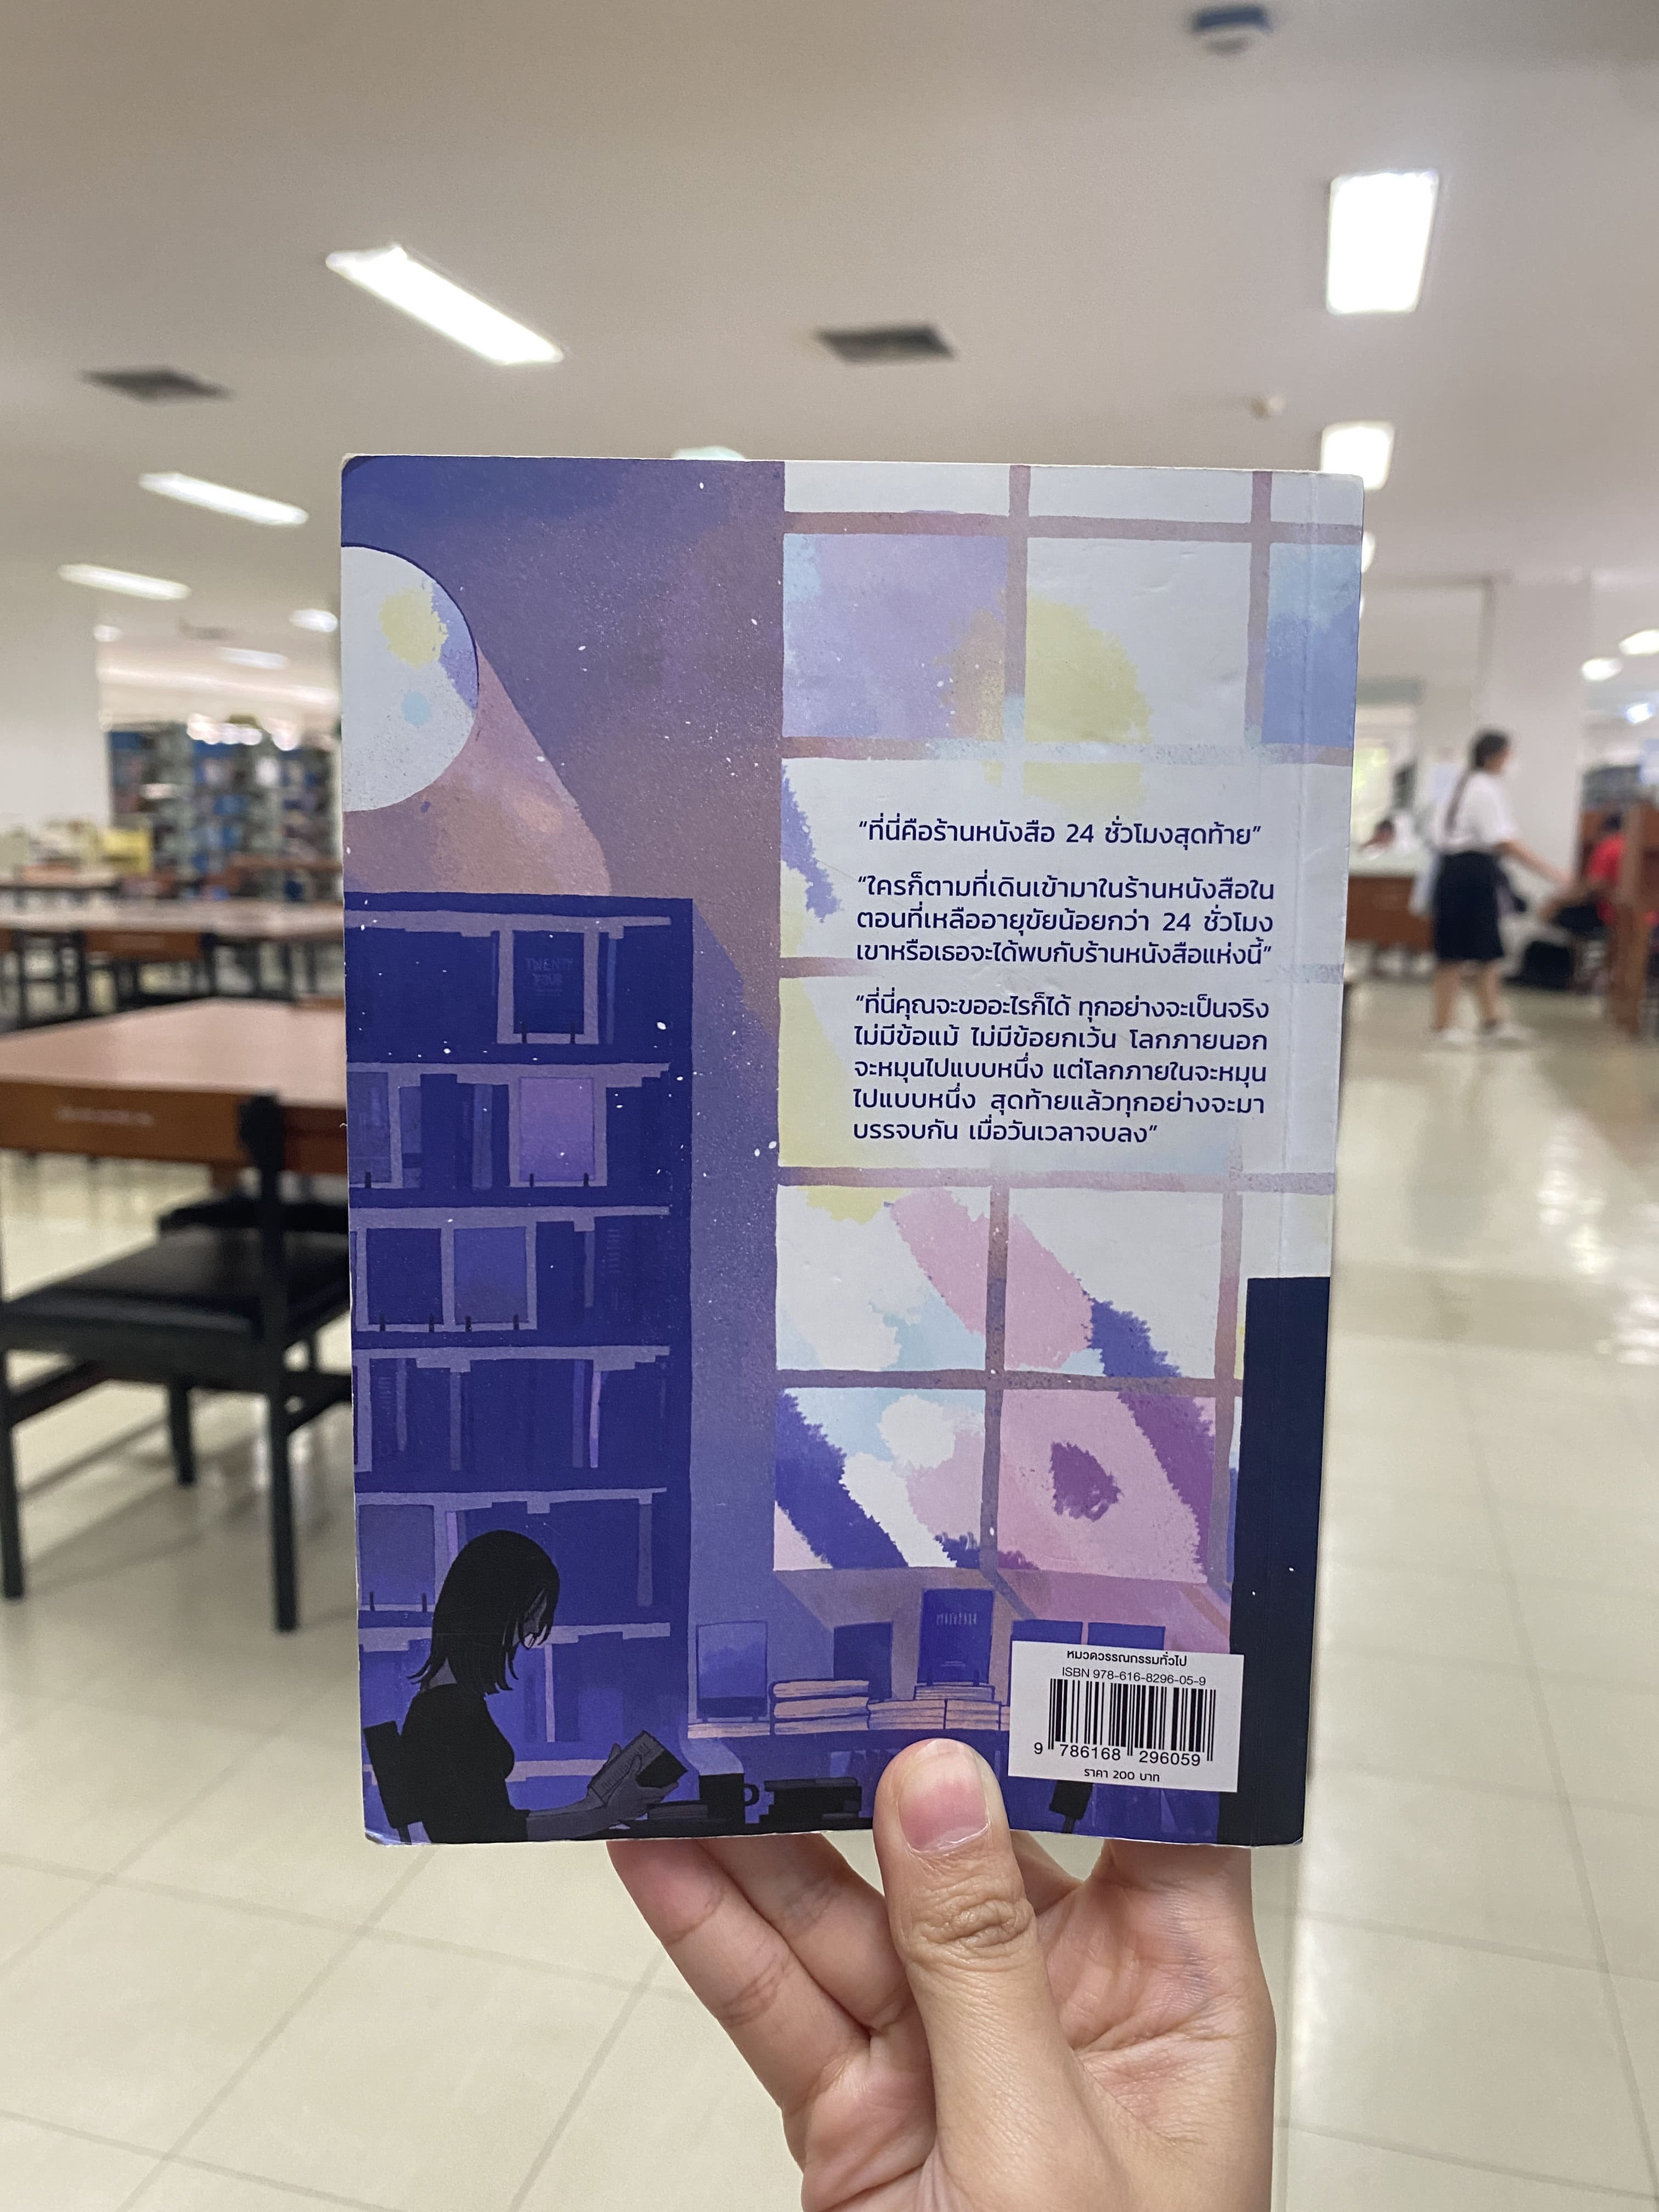 “ที่นี่คือร้านหนังสือ 24 ชั่วโมงสุดท้าย”
“ใครก็ตามที่เดินเข้ามาในร้านหนังสือใน
ตอนที่เหลืออายุขัยน้อยกว่า 24 ชั่วโมง
เขาหรือเธอจะได้พบกับร้านหนังสือแห่งนี้”
“ที่นี่คุณจะขออะไรก็ได้ ทุกอย่างจะเป็นจริง
ไม่มีข้อแม้ ไม่มีข้อยกเว้น โลกภายนอก
จะหมุนไปแบบหนึ่ง แต่โลกภายในจะหมุน
ไปแบบหนึ่ง สุดท้ายแล้วทุกอย่างจะมา
บรรจบกัน เมื่อวันเวลาจบลง”
TWENTY
FOUR
หมวดวรรณกรรมทั่วไป
ISBN 978-616-8296-05-9
9 786168 296059
ราคา 200 บาท